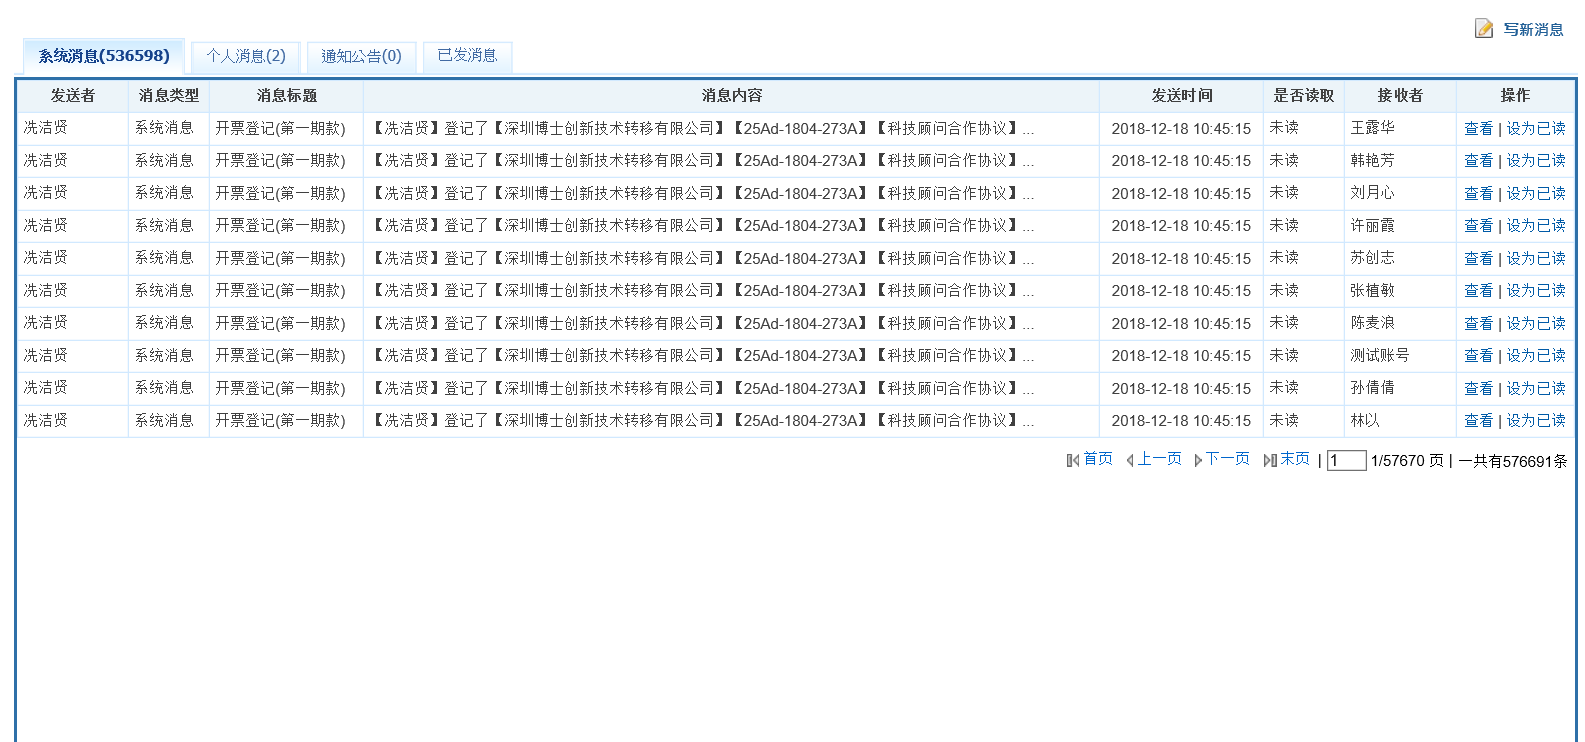 写新消息
系统消息(536598) 个人消息(2) 通知公告(0) 已发消息
发送者 消息类型 消息标题 消息内容 发送时间 是否读取 接收者 操作
冼洁贤 系统消息 开票登记(第一期款) 【冼洁贤】登记了【深圳博士创新技术转移有限公司】【25Ad-1804-273A】【科技顾问合作协议】... 2018-12-18 10:45:15 未读 王露华 查看 | 设为已读
冼洁贤 系统消息 开票登记(第一期款) 【冼洁贤】登记了【深圳博士创新技术转移有限公司】【25Ad-1804-273A】【科技顾问合作协议】... 2018-12-18 10:45:15 未读 韩艳芳 查看 | 设为已读
冼洁贤 系统消息 开票登记(第一期款) 【冼洁贤】登记了【深圳博士创新技术转移有限公司】【25Ad-1804-273A】【科技顾问合作协议】... 2018-12-18 10:45:15 未读 刘月心 查看 | 设为已读
冼洁贤 系统消息 开票登记(第一期款) 【冼洁贤】登记了【深圳博士创新技术转移有限公司】【25Ad-1804-273A】【科技顾问合作协议】... 2018-12-18 10:45:15 未读 许丽霞 查看 | 设为已读
冼洁贤 系统消息 开票登记(第一期款) 【冼洁贤】登记了【深圳博士创新技术转移有限公司】【25Ad-1804-273A】【科技顾问合作协议】... 2018-12-18 10:45:15 未读 苏创志 查看 | 设为已读
冼洁贤 系统消息 开票登记(第一期款) 【冼洁贤】登记了【深圳博士创新技术转移有限公司】【25Ad-1804-273A】【科技顾问合作协议】... 2018-12-18 10:45:15 未读 张植敏 查看 | 设为已读
冼洁贤 系统消息 开票登记(第一期款) 【冼洁贤】登记了【深圳博士创新技术转移有限公司】【25Ad-1804-273A】【科技顾问合作协议】... 2018-12-18 10:45:15 未读 陈麦浪 查看 | 设为已读
冼洁贤 系统消息 开票登记(第一期款) 【冼洁贤】登记了【深圳博士创新技术转移有限公司】【25Ad-1804-273A】【科技顾问合作协议】... 2018-12-18 10:45:15 未读 测试账号 查看 | 设为已读
冼洁贤 系统消息 开票登记(第一期款) 【冼洁贤】登记了【深圳博士创新技术转移有限公司】【25Ad-1804-273A】【科技顾问合作协议】... 2018-12-18 10:45:15 未读 孙倩倩 查看 | 设为已读
冼洁贤 系统消息 开票登记(第一期款) 【冼洁贤】登记了【深圳博士创新技术转移有限公司】【25Ad-1804-273A】【科技顾问合作协议】... 2018-12-18 10:45:15 未读 林以 查看 | 设为已读
首页 上一页 下一页 末页 | 1 1/57670 页 | 一共有576691条